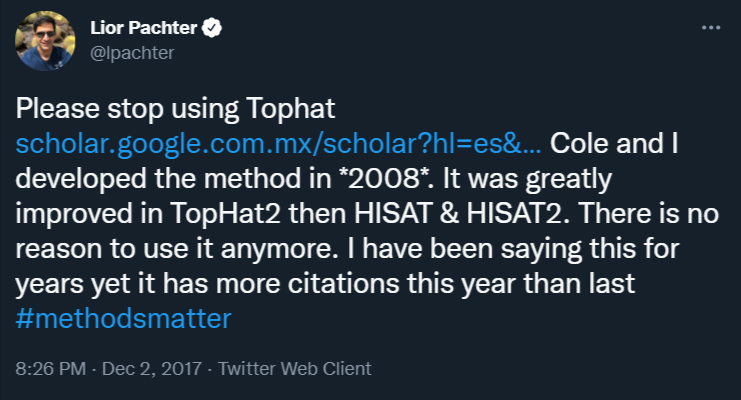 Lior Pachter
@lpachter
Please stop using Tophat
scholar.google.com.mx/scholar?hl=es&... Cole and I
developed the method in *2008*. It was greatly
improved in TopHat2 then HISAT & HISAT2. There is no
reason to use it anymore. I have been saying this for
years yet it has more citations this year than last
#methodsmatter
8:26 PM · Dec 2, 2017 · Twitter Web Client